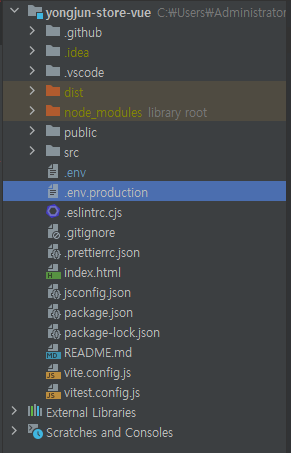 yongjun-store-vue C:₩Users₩Administrator
.github
.idea
.vscode
dist
node_modules library root
public
src
.env
.env.production
.eslintrc.cjs
.gitignore
.prettierrc.json
index.html
jsconfig.json
package.json
package-lock.json
README.md
vite.config.js
vitest.config.js
External Libraries
Scratches and Consoles